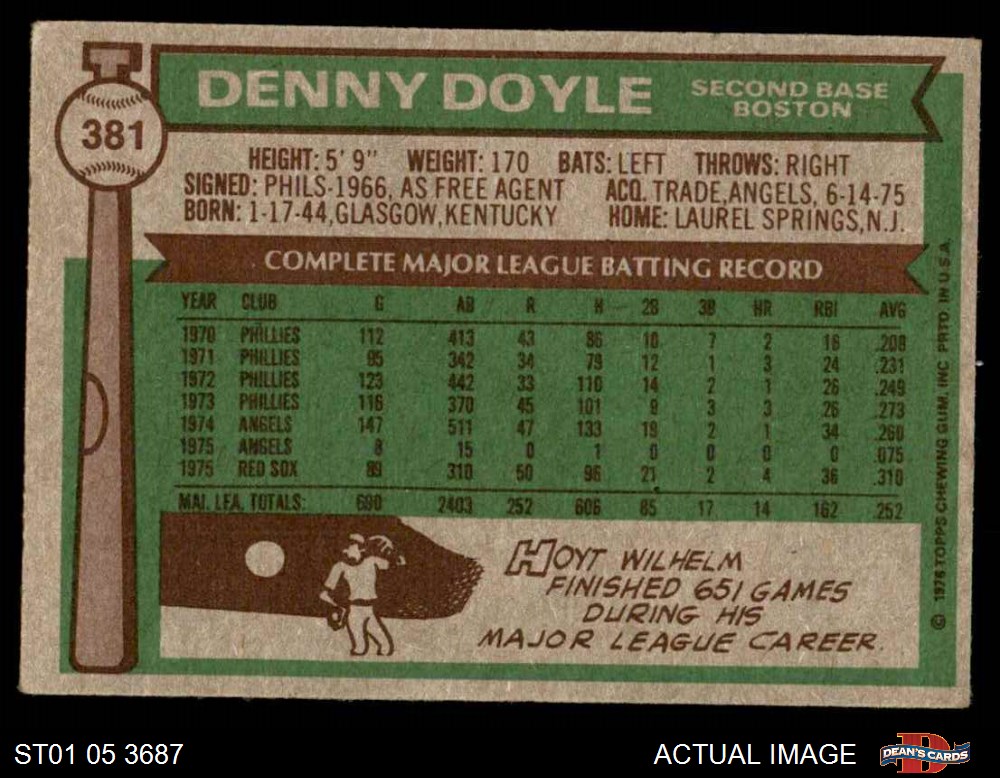 T
381
DENNY DOYLE
SECOND BASE
BOSTON
HEIGHT: 5' 9" WEIGHT: 170 BATS: LEFT THROWS: RIGHT
SIGNED: PHILS-1966, AS FREE AGENT ACQ. TRADE,ANGELS, 6-14-75
BORN: 1-17-44,GLASGOW,KENTUCKY HOME: LAUREL SPRINGS,N.J.
COMPLETE MAJOR LEAGUE BATTING RECORD
YEAR CLUB G AB R H 2B 3B HR RBI AVG
1970 PHILLIES 112 413 43 86 10 7 2 16 .208
1971 PHILLIES 95 342 34 79 12 1 3 24 .231
1972 PHILLIES 123 442 33 110 14 2 1 26 .249
1973 PHILLIES 116 370 45 101 9 3 3 26 .273
1974 ANGELS 147 511 47 133 19 2 1 34 .260
1975 ANGELS 8 15 0 1 0 0 0 0 .075
1975 RED SOX 89 310 50 96 21 2 4 36 .310
MAJ. LEA. TOTALS: 690 2403 252 606 85 17 14 162 .252
HOYT WILHELM
FINISHED 651 GAMES
DURING HIS
MAJOR LEAGUE CAREER.
© 1976 TOPPS CHEWING GUM, INC PRTD. IN U.S.A.
ST01 05 3687
ACTUAL IMAGE
D
DEAN'S CARDS